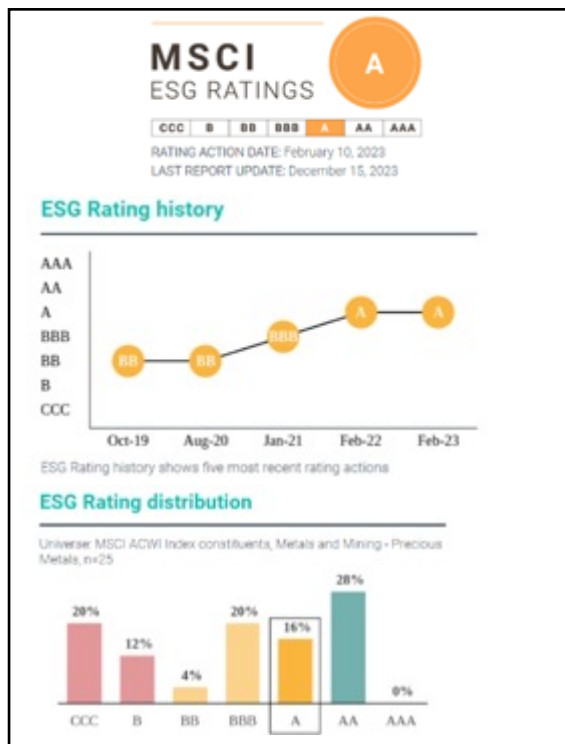 MSCI
ESG RATINGS
A
CCC B BB BBB A AA AAA
RATING ACTION DATE: February 10, 2023
LAST REPORT UPDATE: December 15, 2023
ESG Rating history
AAA
AA
A
BBB
BB
B
CCC
BB BB BBB A A
Oct-19 Aug-20 Jan-21 Feb-22 Feb-23
ESG Rating history shows five most recent rating actions
ESG Rating distribution
Universe: MSCI ACWI Index constituents, Metals and Mining - Precious
Metals, n=25
20% 12% 4% 20% 16% 28% 0%
CCC B BB BBB A AA AAA